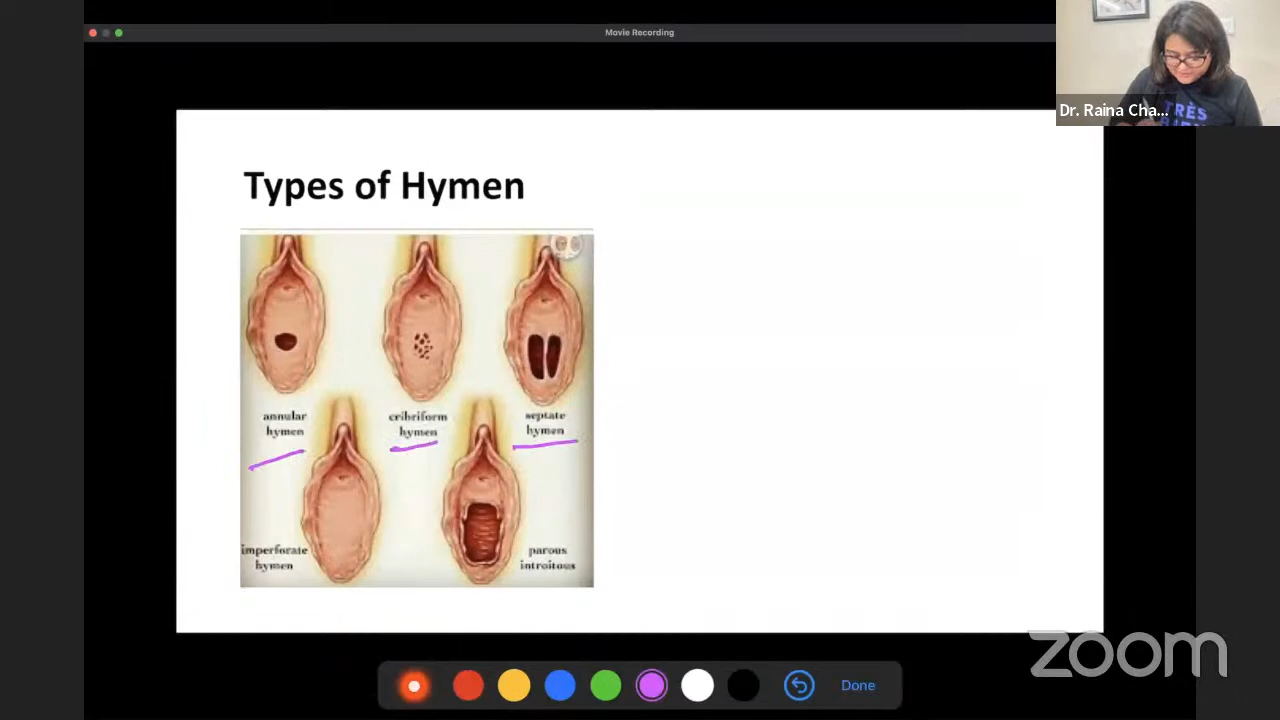 Movie Recording
Dr. Raina Cha...
TRÈS
Types of Hymen
annular
hymen
cribriform
hymen
septate
hymen
imperforate
hymen
parous
introitous
zoom
Done